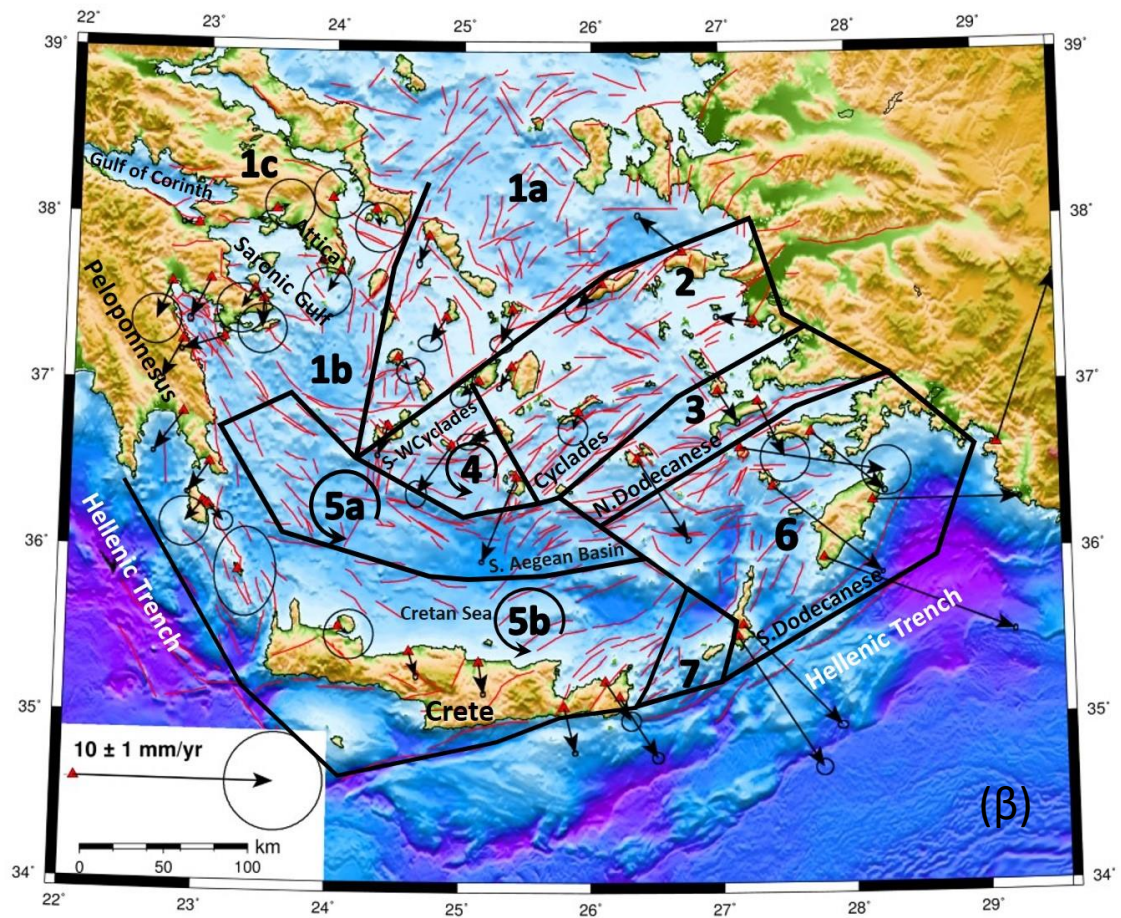 22° 23° 24° 25° 26° 27° 28° 29°
39° 39°
1c
1a
Gulf of Corinth
38° 38°
Attica
Saronic Gulf
2
Peloponnesus
37° 1b 37°
3
S-WCyclades
4
Cyclades
N.Dodecanese
5a
6
36° 36°
S. Aegean Basin
Hellenic Trench
Cretan Sea
5b
S.Dodecanese
Hellenic Trench
7
35° Crete 35°
10 ± 1 mm/yr
(β)
km
0 50 100
34° 34°
22° 23° 24° 25° 26° 27° 28° 29°